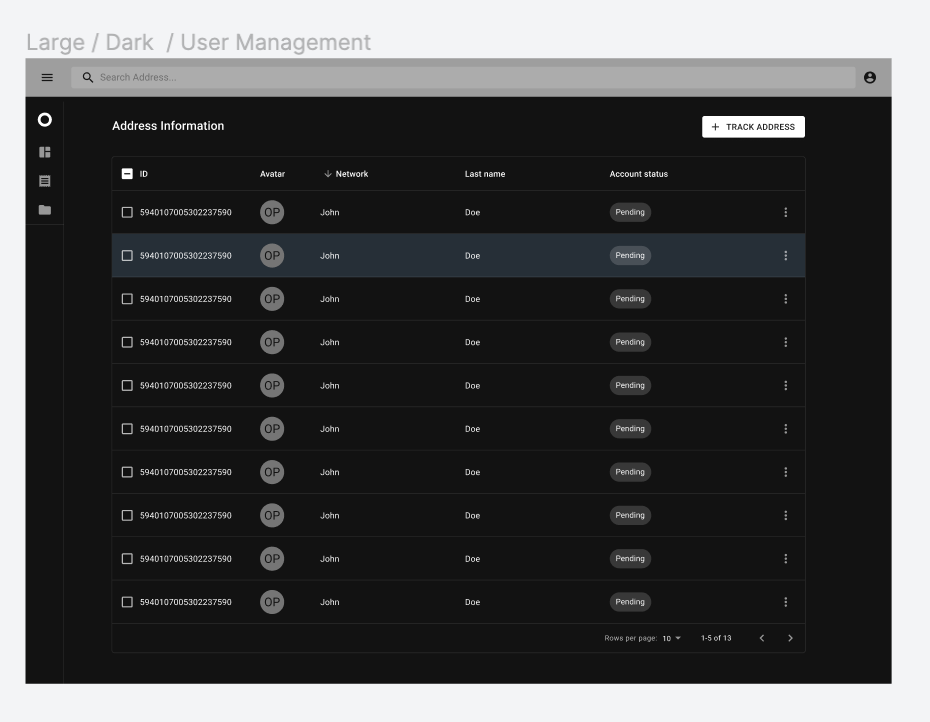 Large / Dark / User Management
Search Address...
Address Information
+ TRACK ADDRESS
ID Avatar Network Last name Account status
5940107005302237590 OP John Doe Pending
5940107005302237590 OP John Doe Pending
5940107005302237590 OP John Doe Pending
5940107005302237590 OP John Doe Pending
5940107005302237590 OP John Doe Pending
5940107005302237590 OP John Doe Pending
5940107005302237590 OP John Doe Pending
5940107005302237590 OP John Doe Pending
5940107005302237590 OP John Doe Pending
5940107005302237590 OP John Doe Pending
Rows per page: 10 1-5 of 13